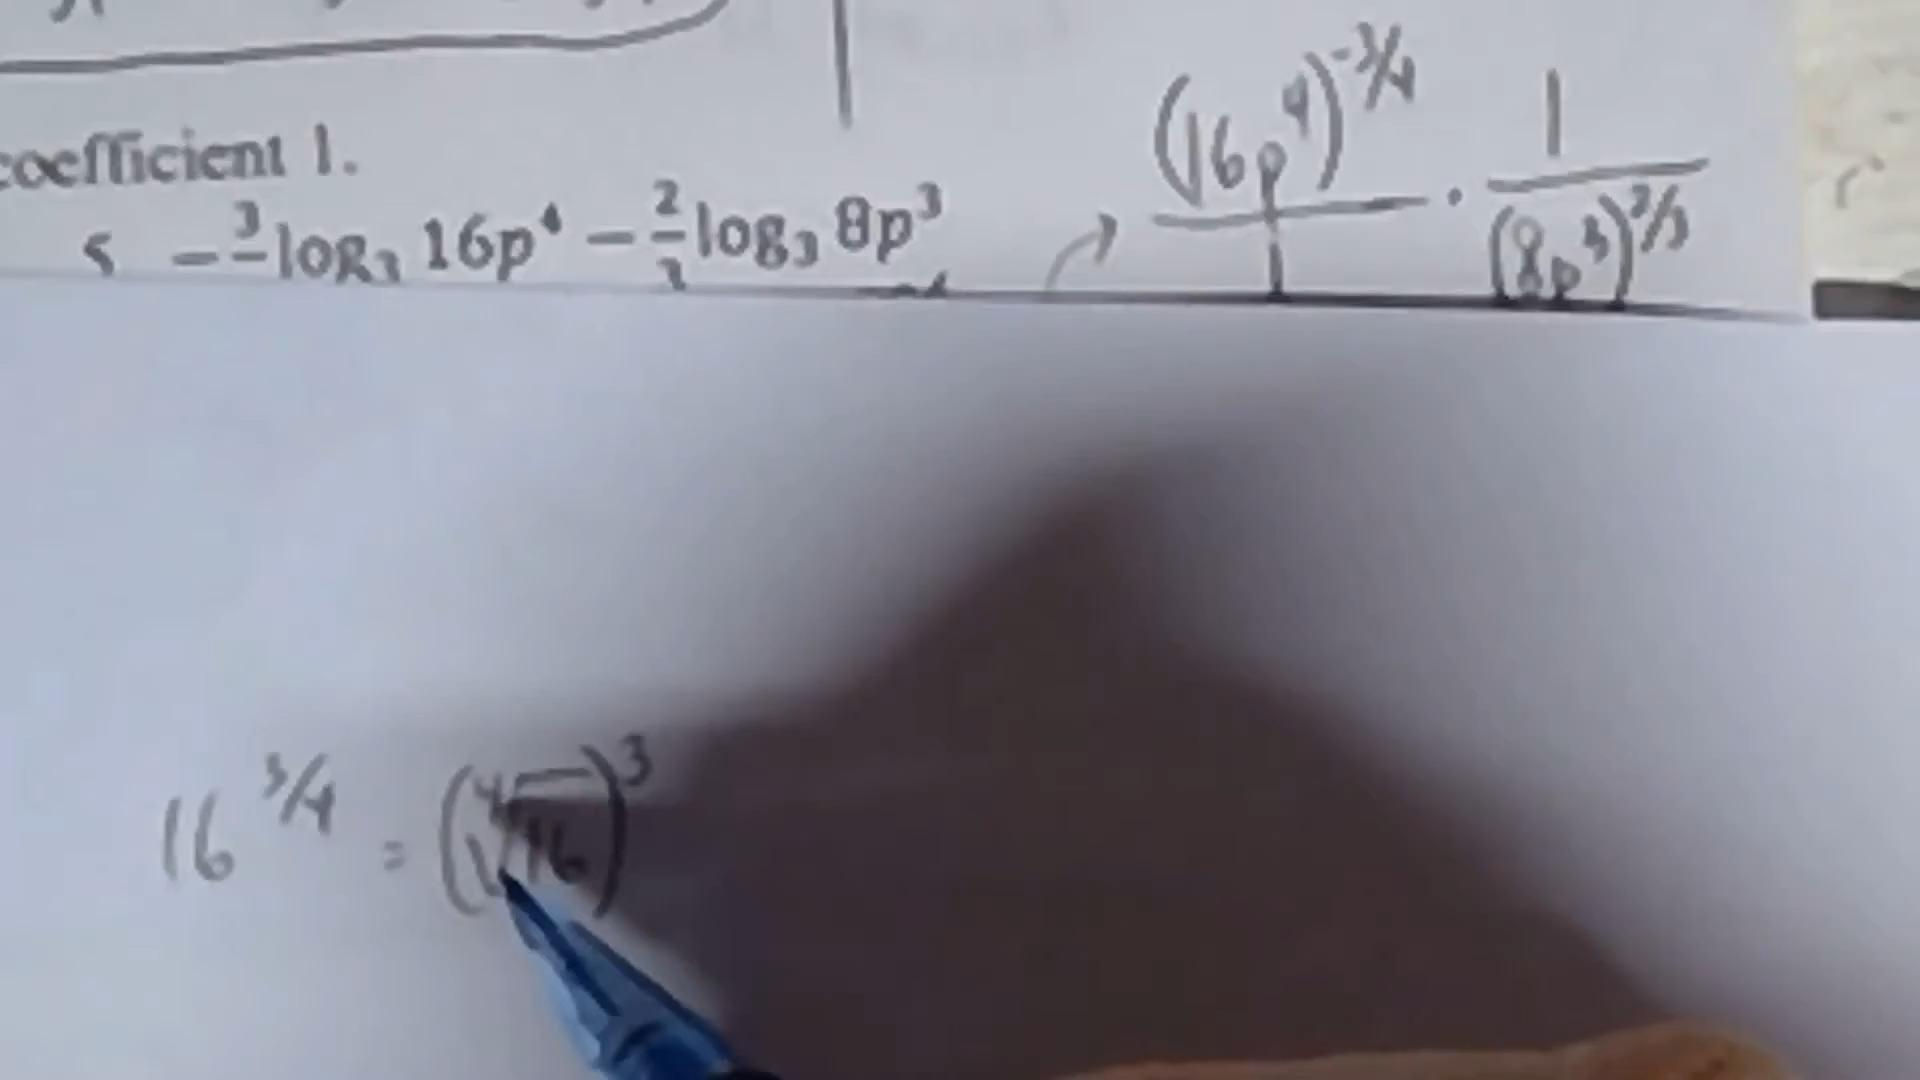 coefficient 1.
5 -3/ log₃ 16p⁴ - 2/3 log₃ 8p³
(16p⁴)^-3/4 / 1 · 1 / (8p³)^2/3
16^3/4 = (⁴√16)³